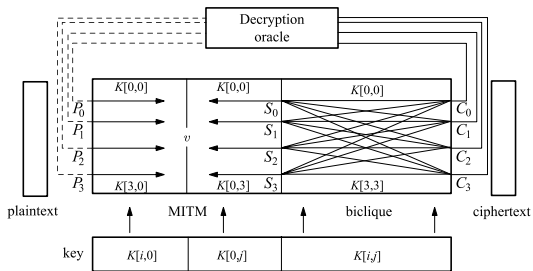 Decryption
oracle
K[0,0] K[0,0] K[0,0]
P0 S0 C0
P1 S1 C1
v
P2 S2 C2
P3 S3 C3
K[3,0] K[0,3] K[3,3]
plaintext MITM biclique ciphertext
key K[i,0] K[0,j] K[i,j]